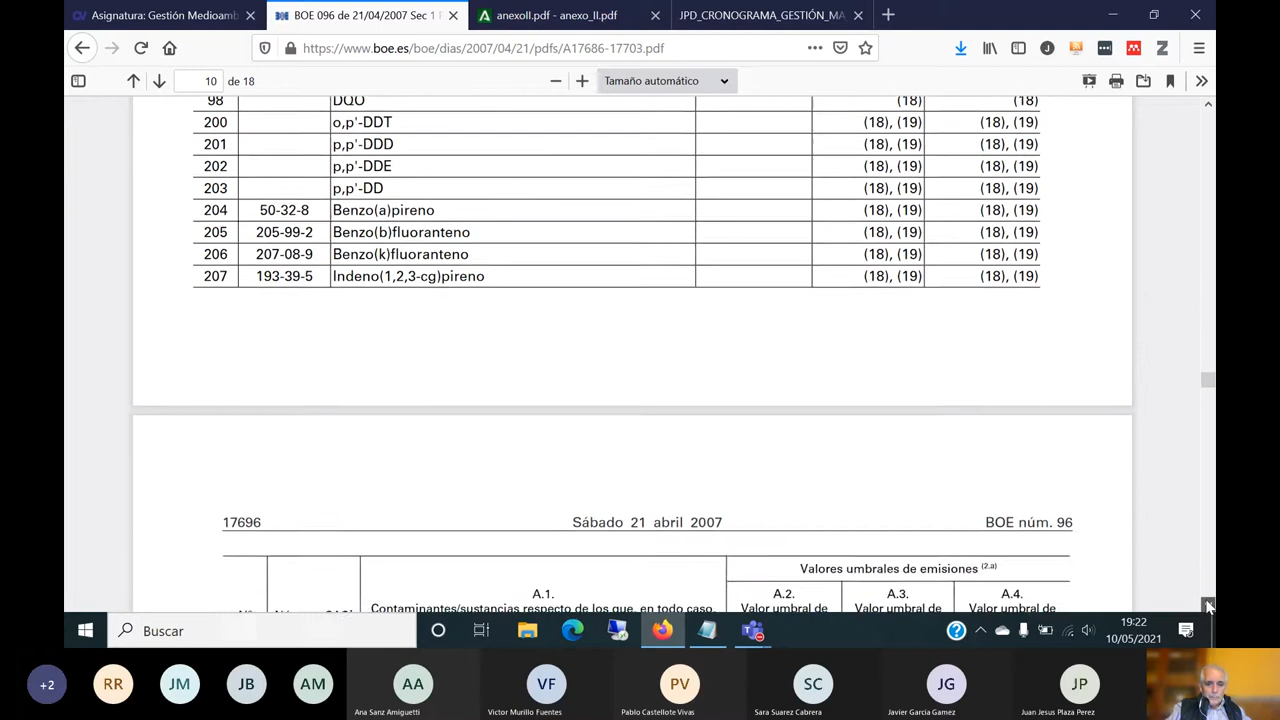 Asignatura: Gestión Medioamb
BOE 096 de 21/04/2007 Sec 1
anexoII.pdf - anexo_II.pdf
JPD_CRONOGRAMA_GESTIÓN_MA
https://www.boe.es/boe/dias/2007/04/21/pdfs/A17686-17703.pdf
10 de 18
Tamaño automático
98 DQO (18) (18)
200 o,p'-DDT (18), (19) (18), (19)
201 p,p'-DDD (18), (19) (18), (19)
202 p,p'-DDE (18), (19) (18), (19)
203 p,p'-DD (18), (19) (18), (19)
204 50-32-8 Benzo(a)pireno (18), (19) (18), (19)
205 205-99-2 Benzo(b)fluoranteno (18), (19) (18), (19)
206 207-08-9 Benzo(k)fluoranteno (18), (19) (18), (19)
207 193-39-5 Indeno(1,2,3-cg)pireno (18), (19) (18), (19)
17696 Sábado 21 abril 2007 BOE núm. 96
Valores umbrales de emisiones (2.a)
A.1. A.2. A.3. A.4.
Contaminantes/sustancias respecto de los que, en todo caso, Valor umbral de Valor umbral de Valor umbral de
Buscar
19:22
10/05/2021
+2 RR JM JB AM AA VF PV SC JG JP
Ana Sanz Amiguetti
Victor Murillo Fuentes
Pablo Castellote Vivas
Sara Suarez Cabrera
Javier Garcia Gamez
Juan Jesus Plaza Perez